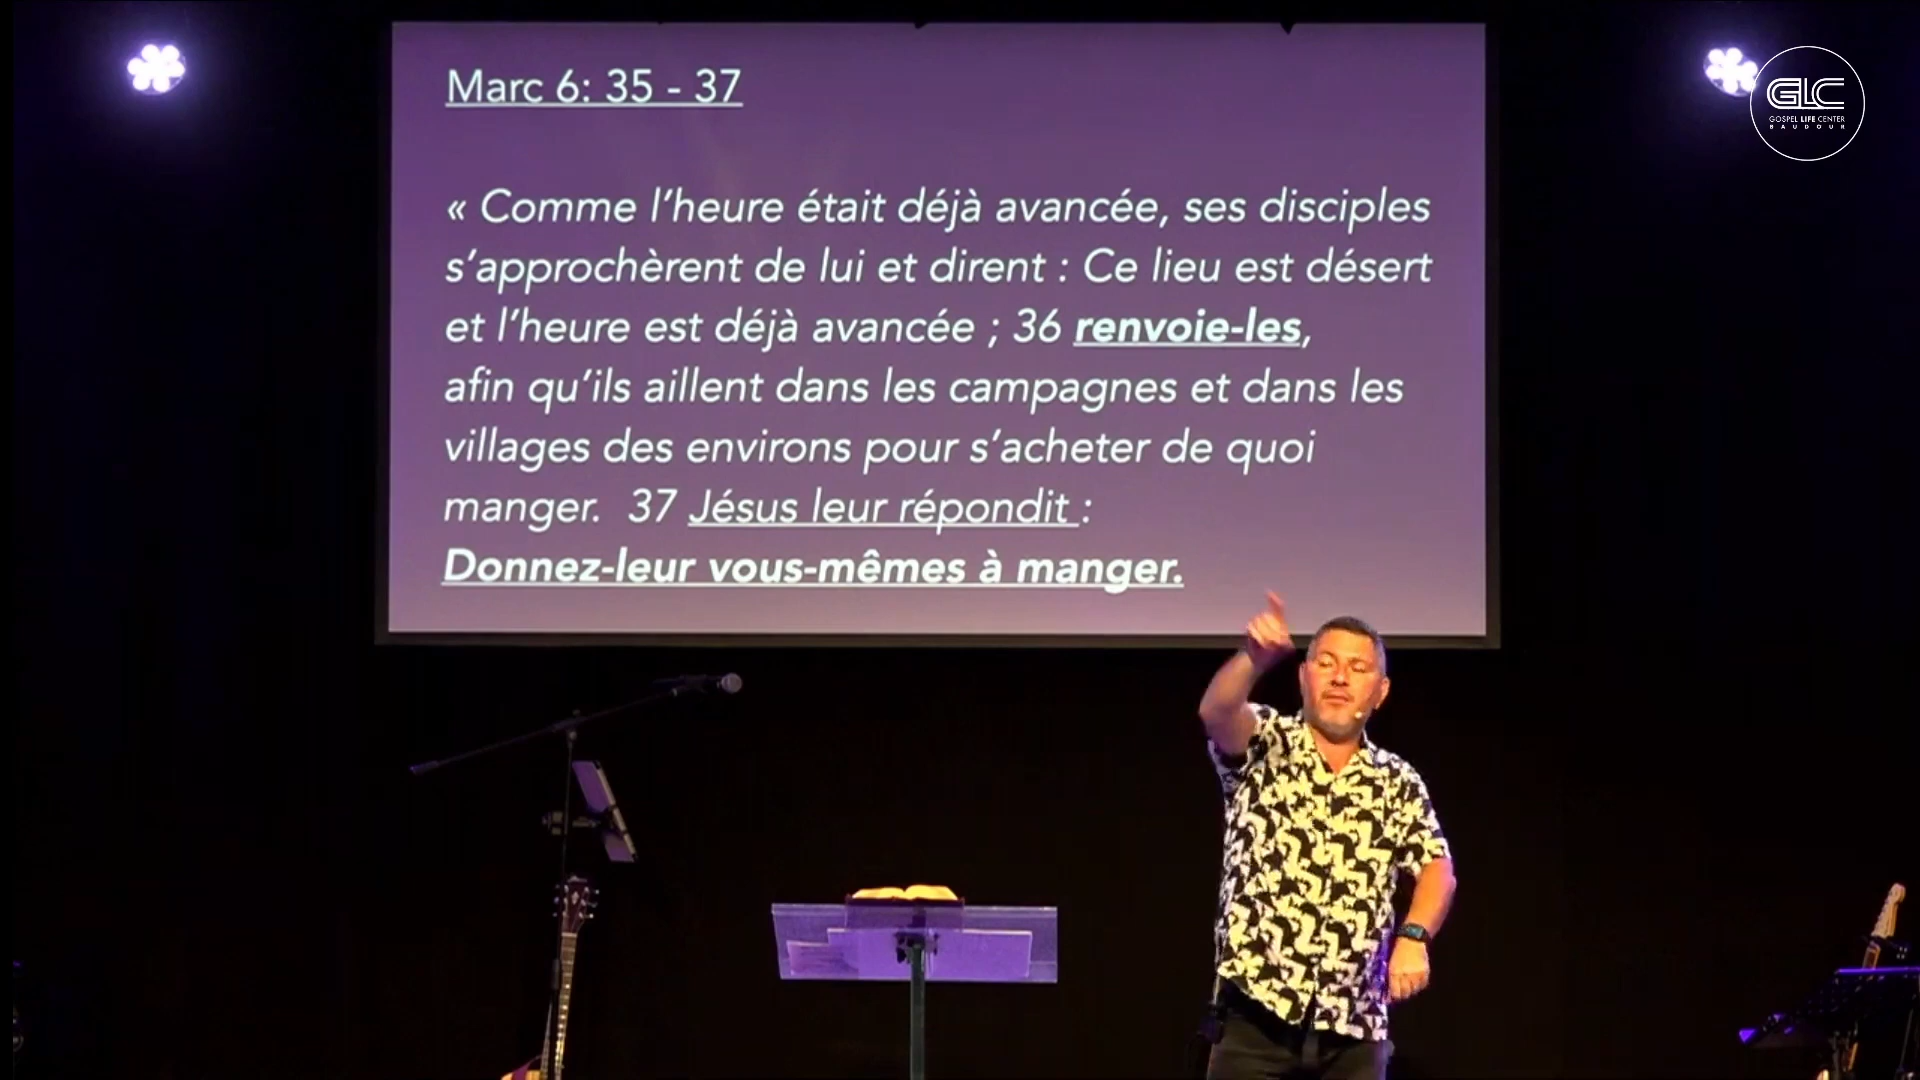 Marc 6: 35 - 37
« Comme l’heure était déjà avancée, ses disciples
s’approchèrent de lui et dirent : Ce lieu est désert
et l’heure est déjà avancée ; 36 renvoie-les,
afin qu’ils aillent dans les campagnes et dans les
villages des environs pour s’acheter de quoi
manger.  37 Jésus leur répondit :
Donnez-leur vous-mêmes à manger.
GLC
GOSPEL LIFE CENTER
BAUDOUR